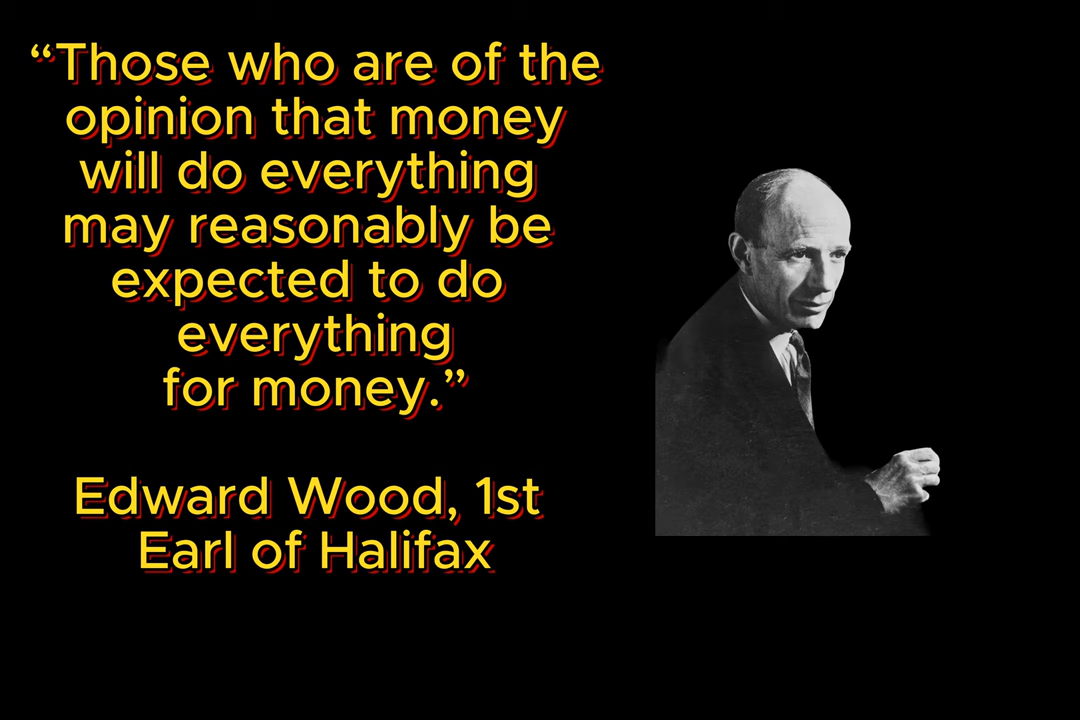 “Those who are of the
opinion that money
will do everything
may reasonably be
expected to do
everything
for money.”
Edward Wood, 1st
Earl of Halifax